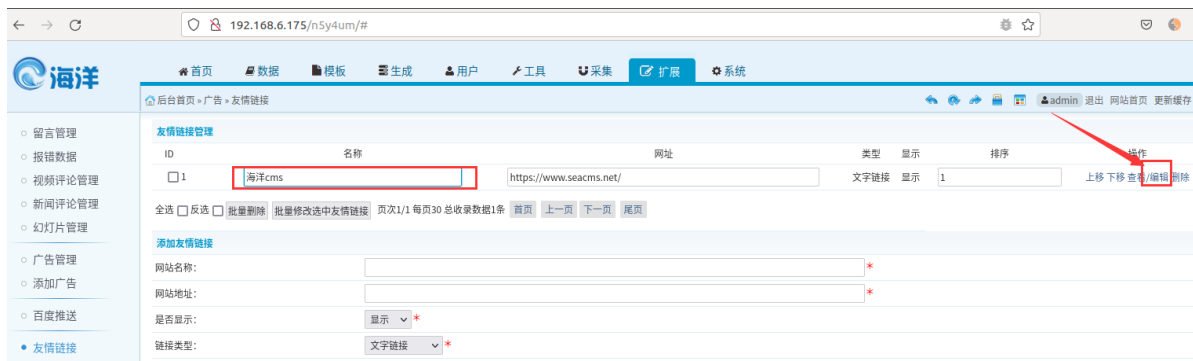 192.168.6.175/n5y4um/#
海洋
首页 数据 模板 生成 用户 工具 采集 扩展 系统
后台首页 » 广告 » 友情链接
admin 退出 网站首页 更新缓存
留言管理
报错数据
视频评论管理
新闻评论管理
幻灯片管理
广告管理
添加广告
百度推送
友情链接
友情链接管理
ID 名称 网址 类型 显示 排序 操作
1 海洋cms https://www.seacms.net/ 文字链接 显示 1 上移 下移 查看/编辑 删除
全选 反选 批量删除 批量修改选中友情链接 页次1/1 每页30 总收录数据1条 首页 上一页 下一页 尾页
添加友情链接
网站名称: *
网站地址: *
是否显示: 显示 *
链接类型: 文字链接 *